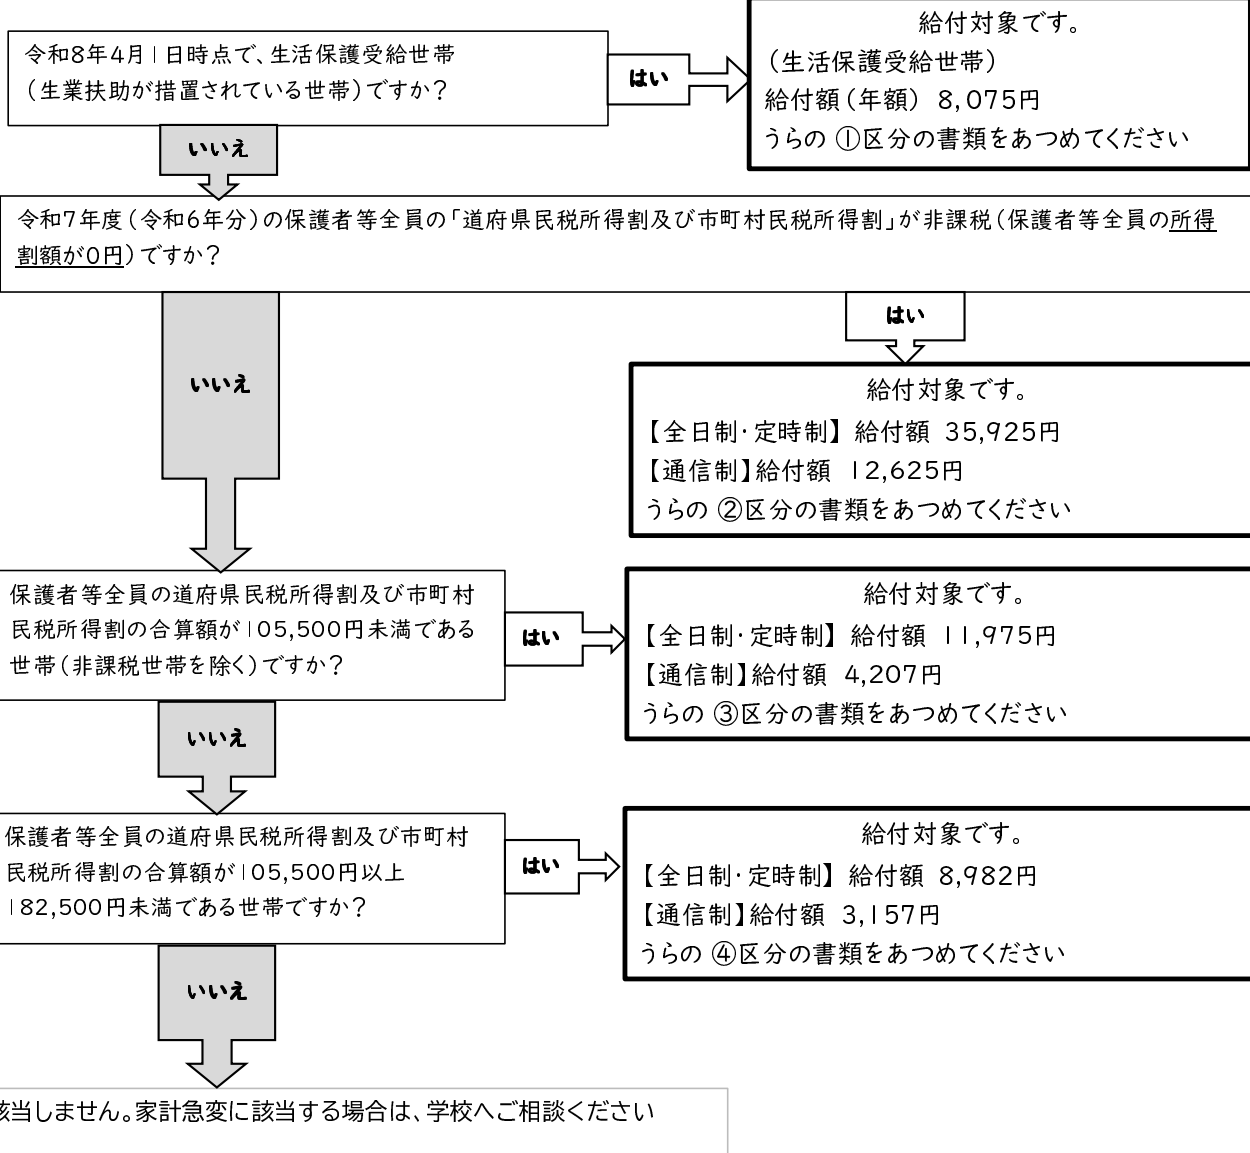 令和8年4月1日時点で、生活保護受給世帯
(生業扶助が措置されている世帯)ですか?
はい
給付対象です。
(生活保護受給世帯)
給付額(年額) 8,075円
うらの ①区分の書類をあつめてください
いいえ
令和7年度(令和6年分)の保護者等全員の「道府県民税所得割及び市町村民税所得割」が非課税(保護者等全員の所得
割額が0円)ですか?
はい
給付対象です。
【全日制・定時制】 給付額 35,925円
【通信制】給付額 12,625円
うらの ②区分の書類をあつめてください
いいえ
保護者等全員の道府県民税所得割及び市町村
民税所得割の合算額が105,500円未満である
世帯(非課税世帯を除く)ですか?
はい
給付対象です。
【全日制・定時制】 給付額 11,975円
【通信制】給付額 4,207円
うらの ③区分の書類をあつめてください
いいえ
保護者等全員の道府県民税所得割及び市町村
民税所得割の合算額が105,500円以上
182,500円未満である世帯ですか?
はい
給付対象です。
【全日制・定時制】 給付額 8,982円
【通信制】給付額 3,157円
うらの ④区分の書類をあつめてください
いいえ
該当しません。家計急変に該当する場合は、学校へご相談ください